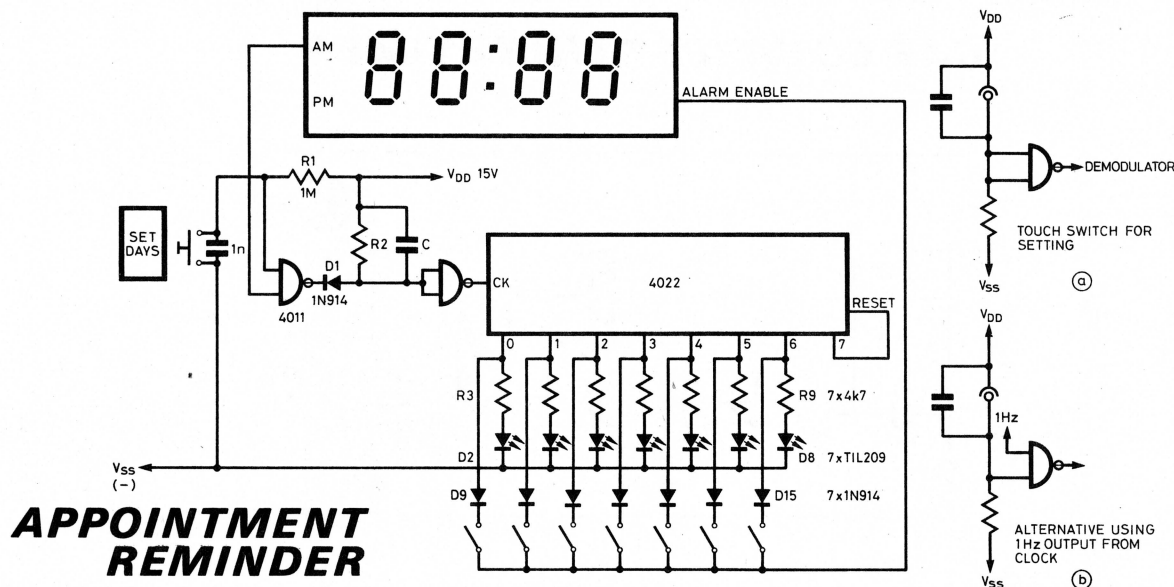 AM
PM
88:88
ALARM ENABLE
R1
1M
VDD 15V
SET
DAYS
1n
R2
C
D1
1N914
4011
CK
4022
RESET
0 1 2 3 4 5 6 7
R3
R9 7x4k7
D2
D8 7xTIL209
VSS
(-)
D9
D15 7x1N914
APPOINTMENT
REMINDER
VDD
DEMODULATOR
TOUCH SWITCH FOR
SETTING
VSS
a
VDD
1Hz
ALTERNATIVE USING
1Hz OUTPUT FROM
CLOCK
VSS
b